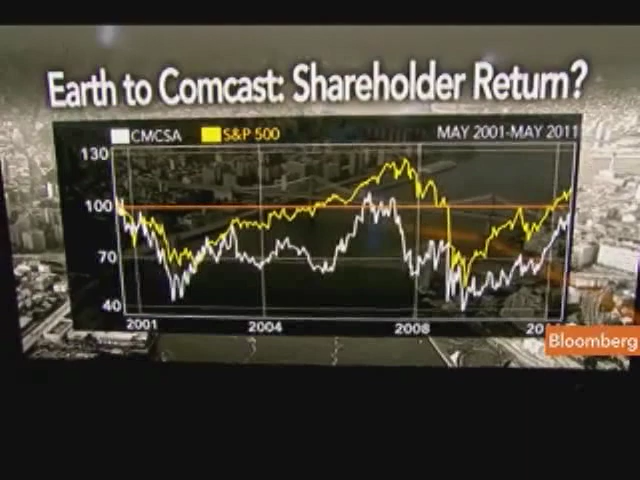 Earth to Comcast: Shareholder Return?
CMCSA S&P 500 MAY 2001-MAY 2011
130
100
70
40
2001 2004 2008 20
Bloomberg